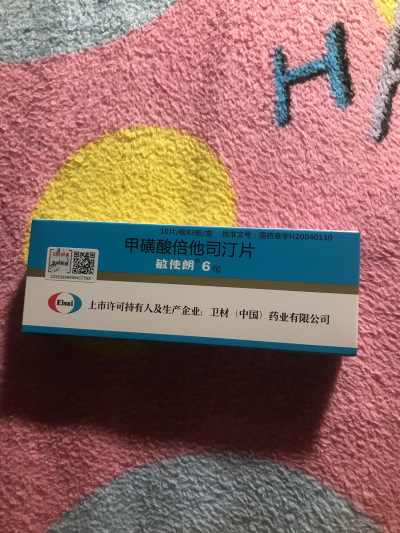 H
10片/板X3板/盒 批准文号：国药准字H20040130
甲磺酸倍他司汀片
敏使朗® 6mg
Eisai
上市许可持有人及生产企业：卫材（中国）药业有限公司